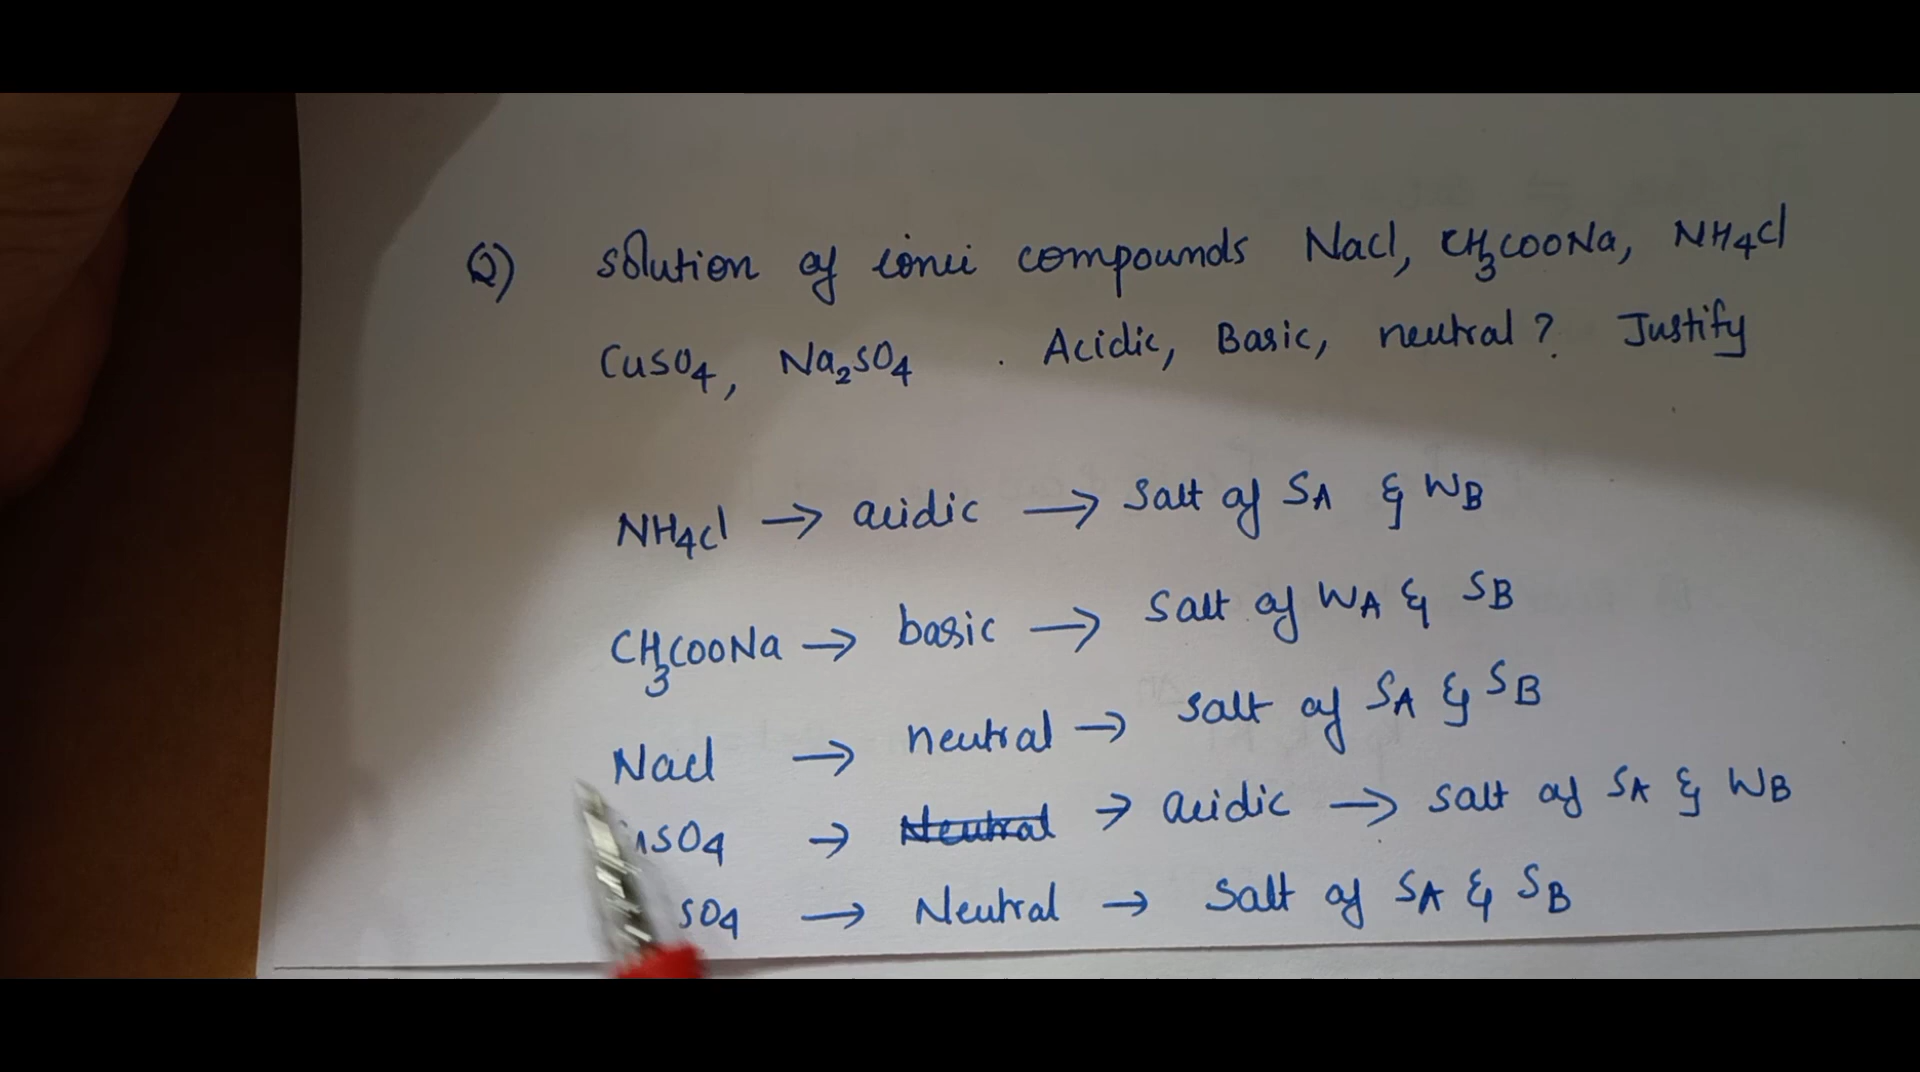 Q) solution of ionic compounds NaCl, CH3COONa, NH4Cl
CuSO4, Na2SO4 . Acidic, Basic, neutral? Justify
NH4Cl → acidic → salt of SA & WB
CH3COONa → basic → salt of WA & SB
NaCl → neutral → salt of SA & SB
SO4 → Neutral → acidic → salt of SA & WB
SO4 → Neutral → salt of SA & SB